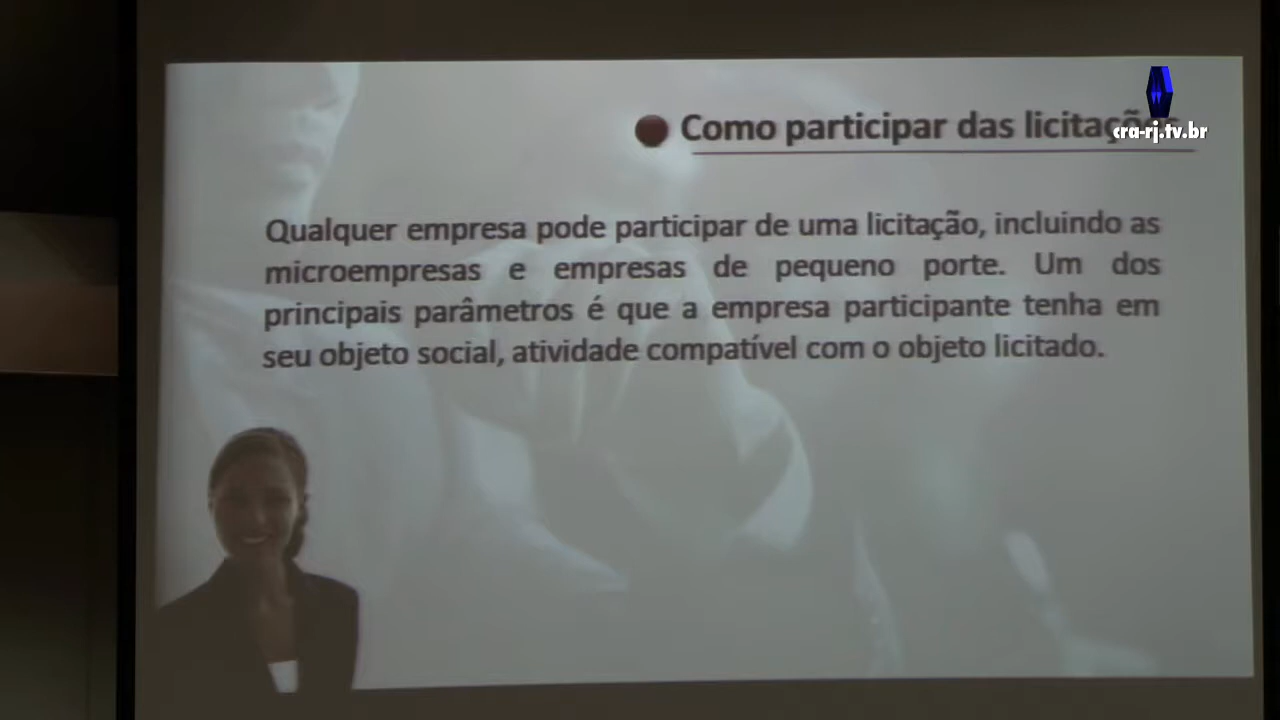 Como participar das licitações
cra-rj.tv.br
Qualquer empresa pode participar de uma licitação, incluindo as
microempresas e empresas de pequeno porte. Um dos
principais parâmetros é que a empresa participante tenha em
seu objeto social, atividade compatível com o objeto licitado.